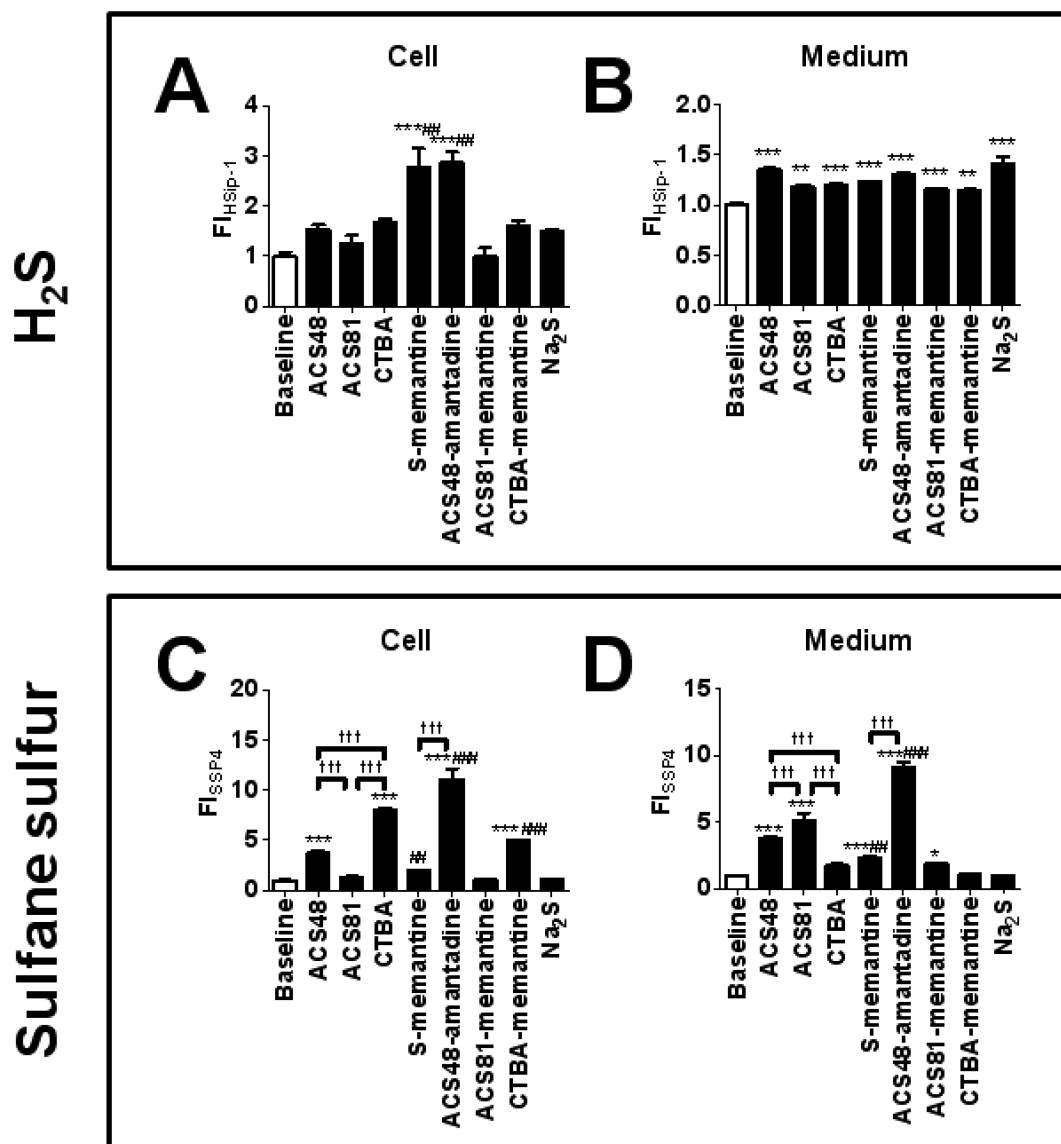 H₂S
A
Cell
FI_HSip-1
4
3
2
1
0
***##
***##
Baseline
ACS48
ACS81
CTBA
S-memantine
ACS48-amantadine
ACS81-memantine
CTBA-memantine
Na₂S
B
Medium
FI_HSip-1
2.0
1.5
1.0
0.5
0.0
***
**
***
***
***
***
**
***
Baseline
ACS48
ACS81
CTBA
S-memantine
ACS48-amantadine
ACS81-memantine
CTBA-memantine
Na₂S
Sulfane sulfur
C
Cell
FI_SSP4
20
15
10
5
0
†††
†††
†††
†††
***
***
##
***###
***###
Baseline
ACS48
ACS81
CTBA
S-memantine
ACS48-amantadine
ACS81-memantine
CTBA-memantine
Na₂S
D
Medium
FI_SSP4
15
10
5
0
†††
†††
†††
†††
***
***
***##
***###
*
Baseline
ACS48
ACS81
CTBA
S-memantine
ACS48-amantadine
ACS81-memantine
CTBA-memantine
Na₂S